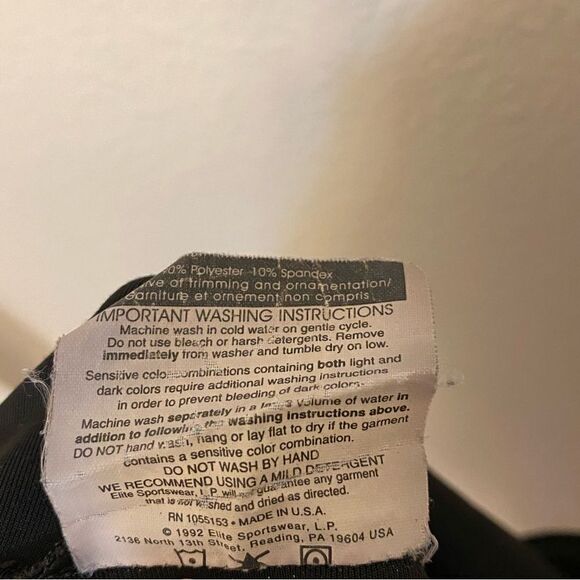 0% Polyester 10% Spandex
ve of trimming and ornamentation/
garniture et ornement non compris
IMPORTANT WASHING INSTRUCTIONS
Machine wash in cold water on gentle cycle.
Do not use bleach or harsh detergents. Remove
immediately from washer and tumble dry on low.
Sensitive color combinations containing both light and
dark colors require additional washing instructions
in order to prevent bleeding of dark colors.
Machine wash separately in a large volume of water in
addition to following the washing instructions above.
DO NOT hand wash, hang or lay flat to dry if the garment
contains a sensitive color combination.
DO NOT WASH BY HAND
WE RECOMMEND USING A MILD DETERGENT
Elite Sportswear, L.P. will not guarantee any garment
that is not washed and dried as directed.
RN 1055153 • MADE IN U.S.A.
© 1992 Elite Sportswear, L.P.
2136 North 13th Street, Reading, PA 19604 USA